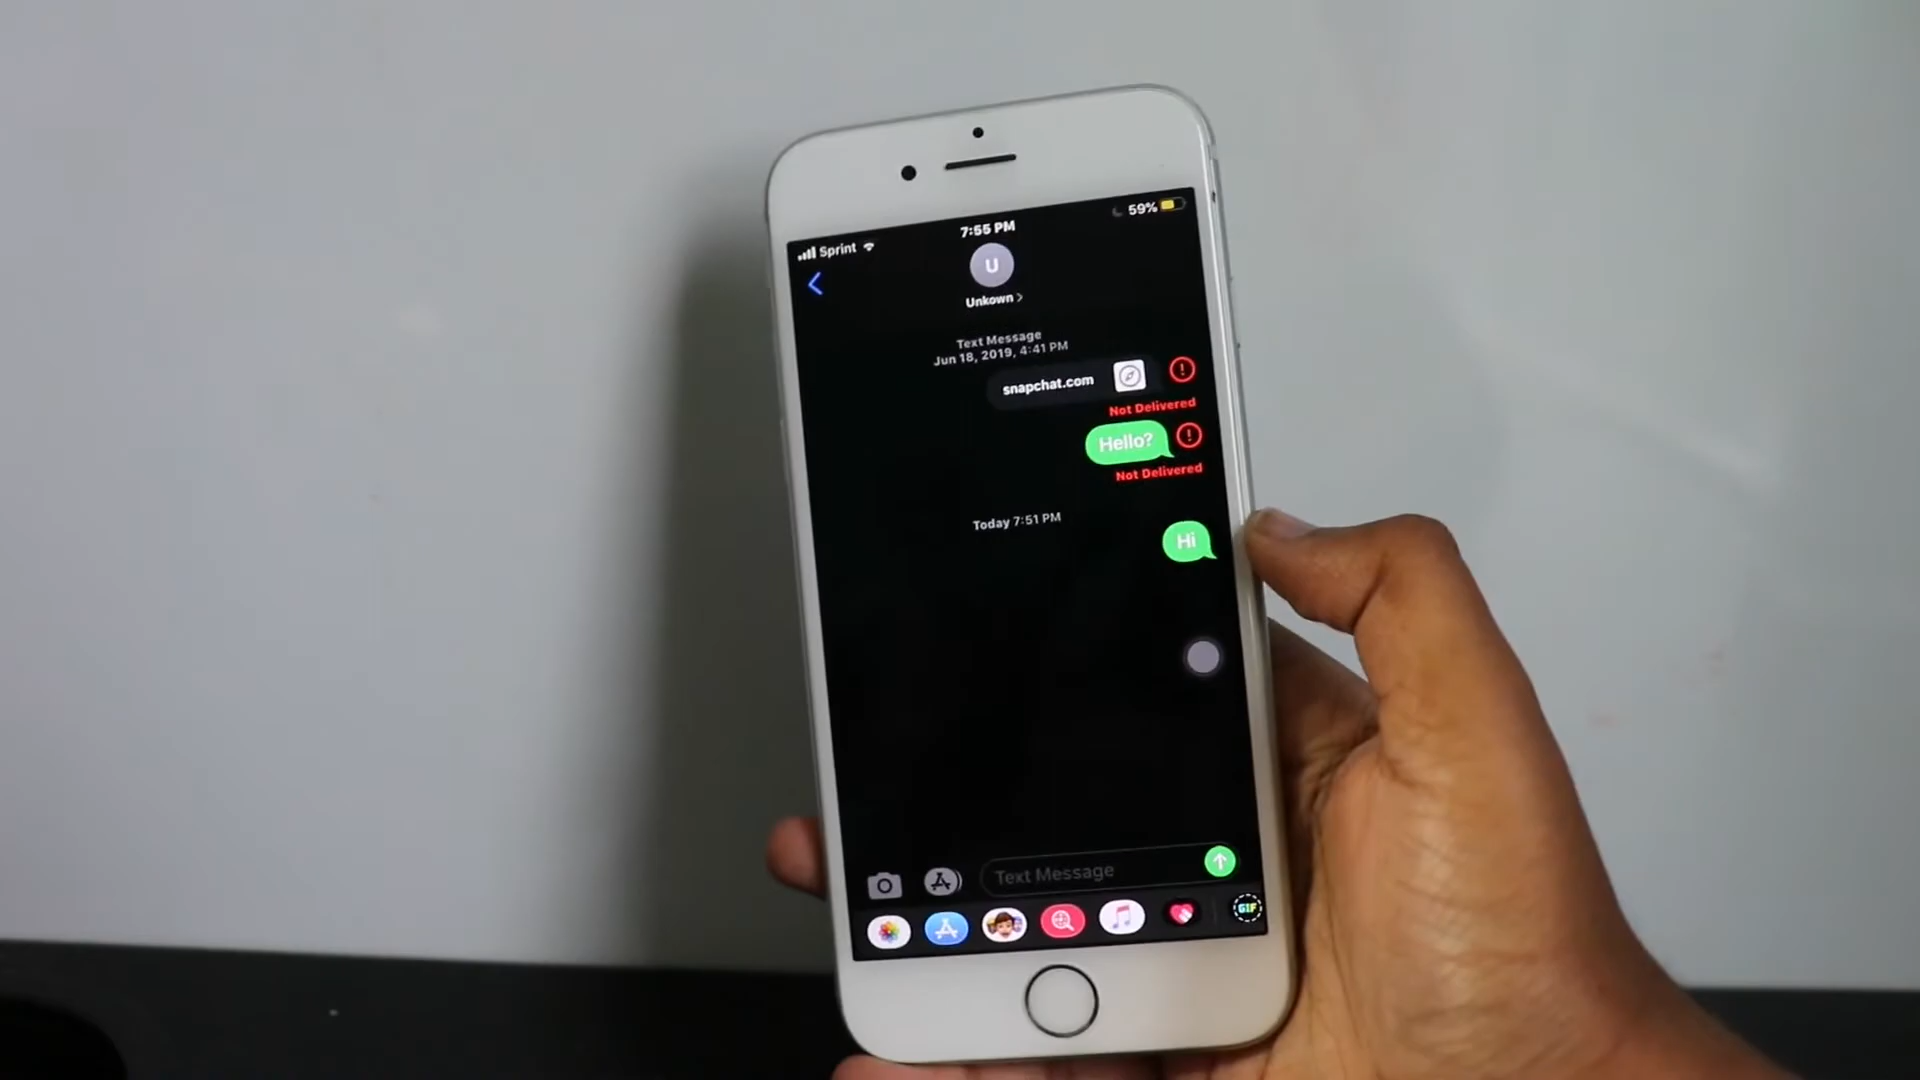 Sprint
7:55 PM
59%
U
Unkown
Text Message
Jun 18, 2019, 4:41 PM
snapchat.com
Not Delivered
Hello?
Not Delivered
Today 7:51 PM
Hi
Text Message
GIF